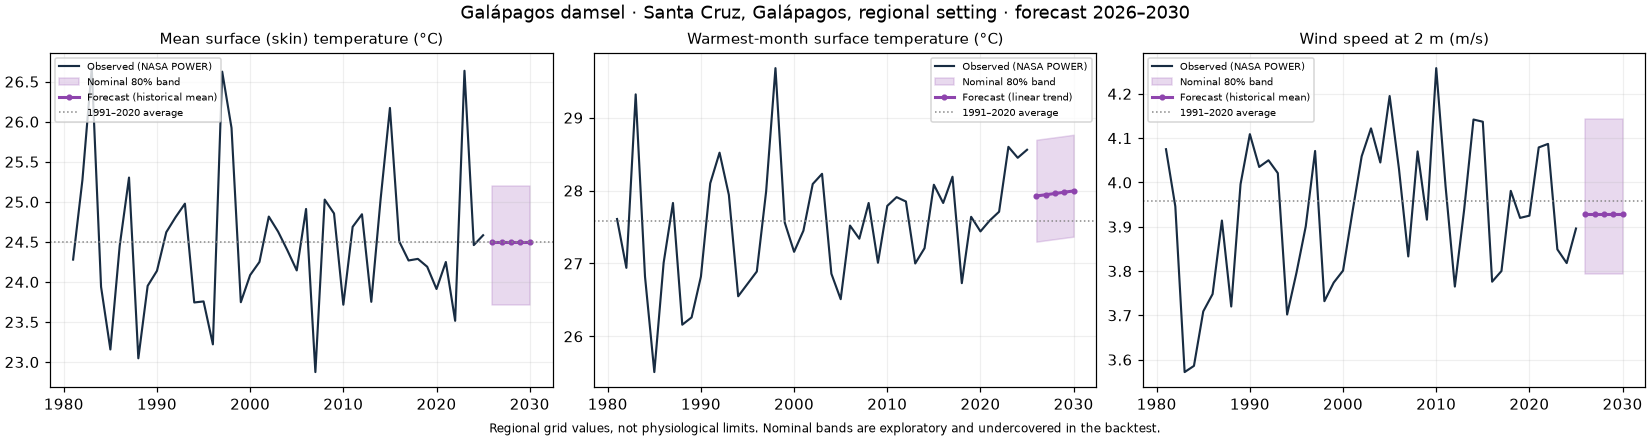 Galápagos damsel · Santa Cruz, Galápagos, regional setting · forecast 2026–2030
Mean surface (skin) temperature (°C)
Observed (NASA POWER)
Nominal 80% band
Forecast (historical mean)
1991–2020 average
26.5
26.0
25.5
25.0
24.5
24.0
23.5
23.0
1980 1990 2000 2010 2020 2030
Warmest-month surface temperature (°C)
Observed (NASA POWER)
Nominal 80% band
Forecast (linear trend)
1991–2020 average
29
28
27
26
1980 1990 2000 2010 2020 2030
Wind speed at 2 m (m/s)
Observed (NASA POWER)
Nominal 80% band
Forecast (historical mean)
1991–2020 average
4.2
4.1
4.0
3.9
3.8
3.7
3.6
1980 1990 2000 2010 2020 2030
Regional grid values, not physiological limits. Nominal bands are exploratory and undercovered in the backtest.